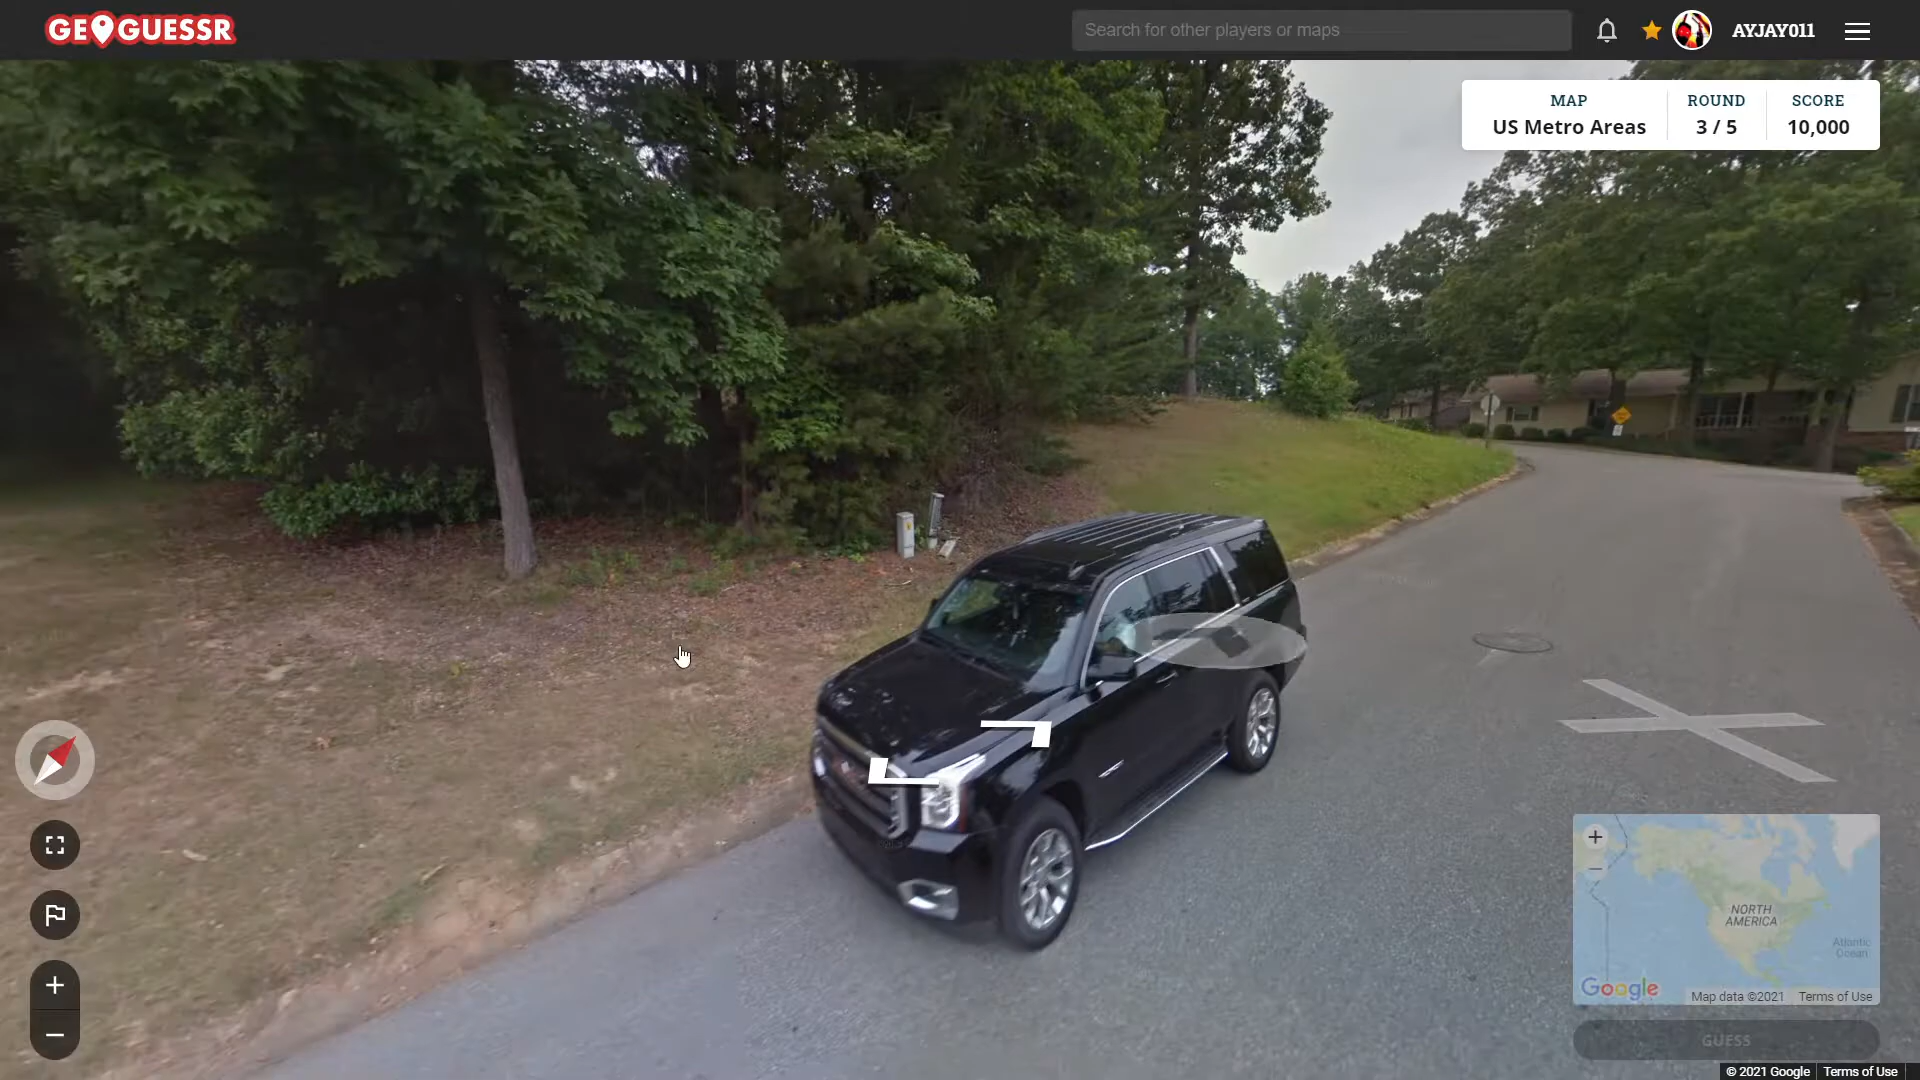 GEOGUESSR
Search for other players or maps
AYJAY011
MAP
US Metro Areas
ROUND
3 / 5
SCORE
10,000
+
−
NORTH
AMERICA
Atlantic
Ocean
Google
Map data ©2021
Terms of Use
+
−
GUESS
© 2021 Google
Terms of Use